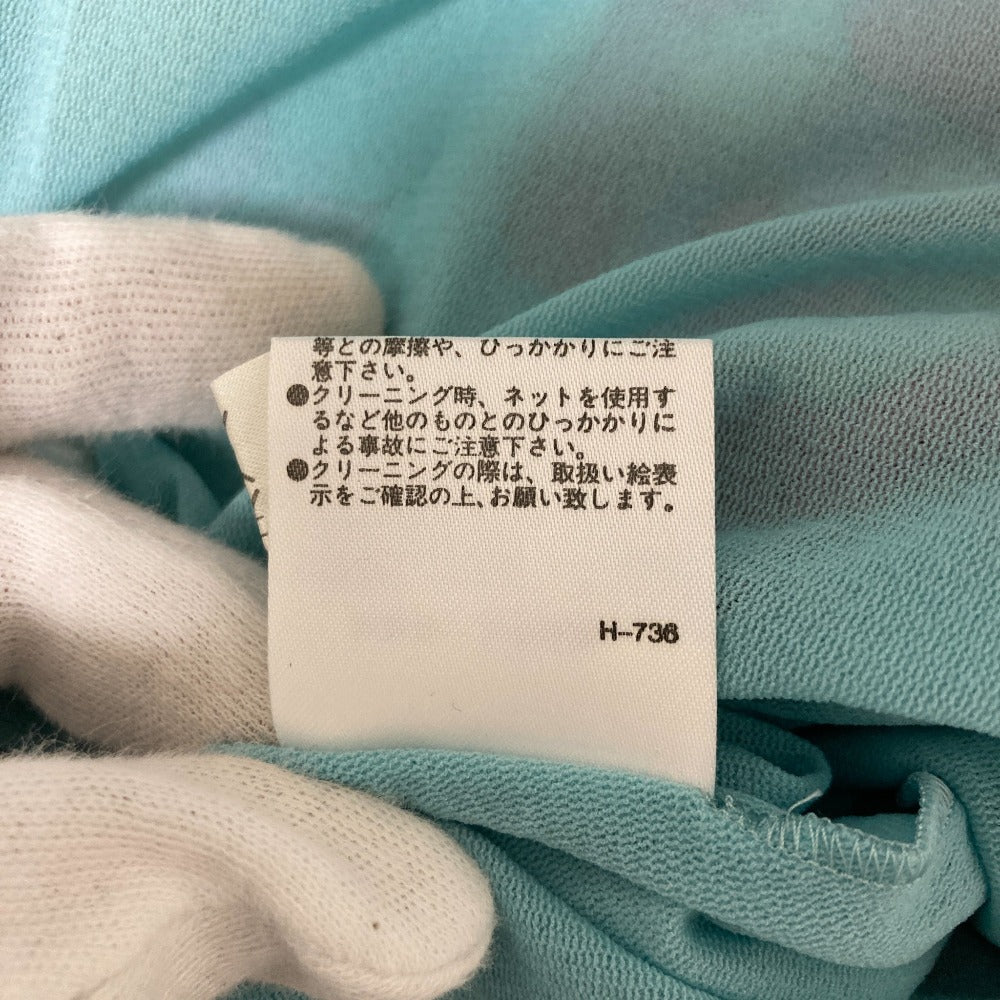 等との摩擦や、ひっかかりにご注
意下さい。
●クリーニング時、ネットを使用す
るなど他のものとのひっかかりに
よる事故にご注意下さい。
●クリーニングの際は、取扱い絵表
示をご確認の上、お願い致します。
H-736